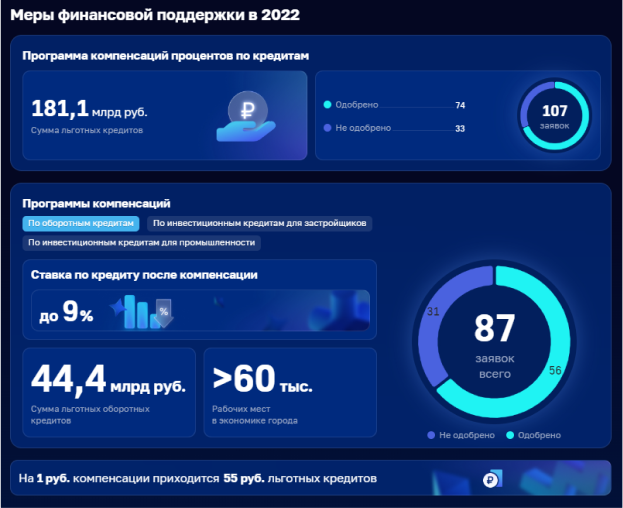 Меры финансовой поддержки в 2022
Программа компенсаций процентов по кредитам
181,1 млрд руб.
Сумма льготных кредитов
Одобрено 74
Не одобрено 33
107
заявок
₽
Программы компенсаций
По оборотным кредитам
По инвестиционным кредитам для застройщиков
По инвестиционным кредитам для промышленности
Ставка по кредиту после компенсации
до 9%
%
44,4 млрд руб.
Сумма льготных оборотных
кредитов
>60 тыс.
Рабочих мест
в экономике города
31
87
заявок
всего
56
Не одобрено
Одобрено
На 1 руб. компенсации приходится 55 руб. льготных кредитов
₽